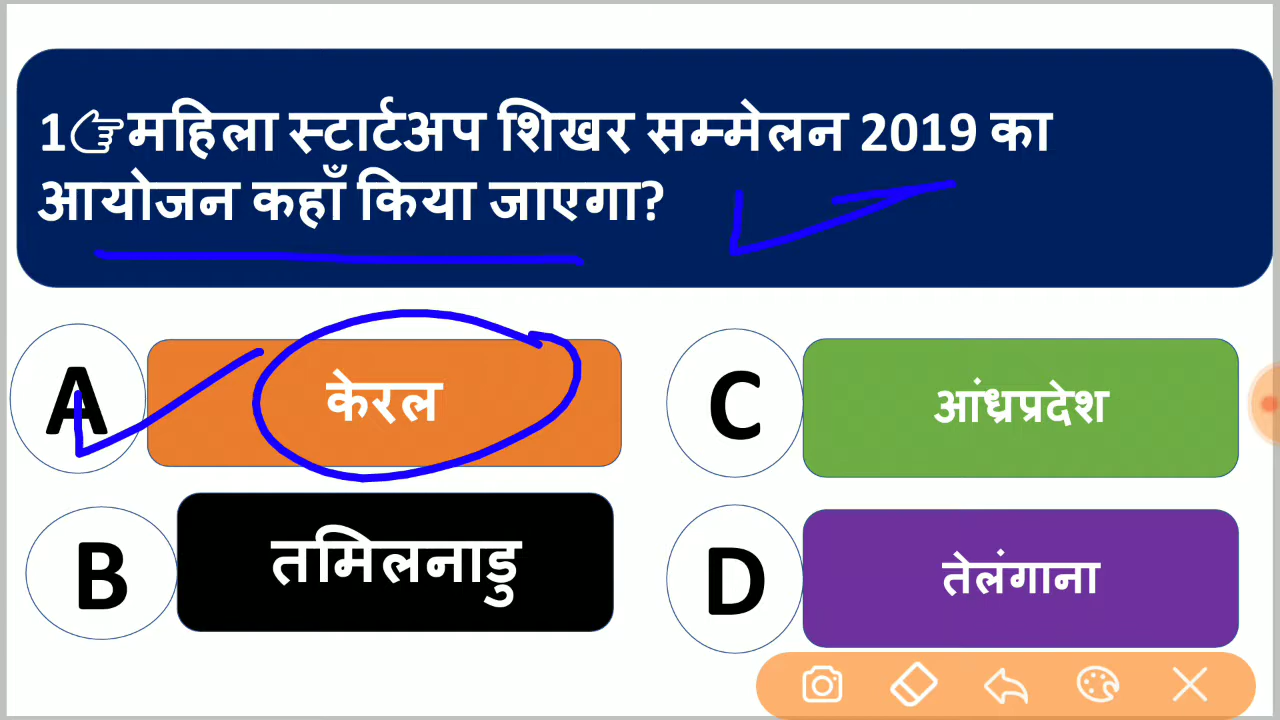 1👉महिला स्टार्टअप शिखर सम्मेलन 2019 का
आयोजन कहाँ किया जाएगा?
A केरल
C आंध्रप्रदेश
B तमिलनाडु
D तेलंगाना